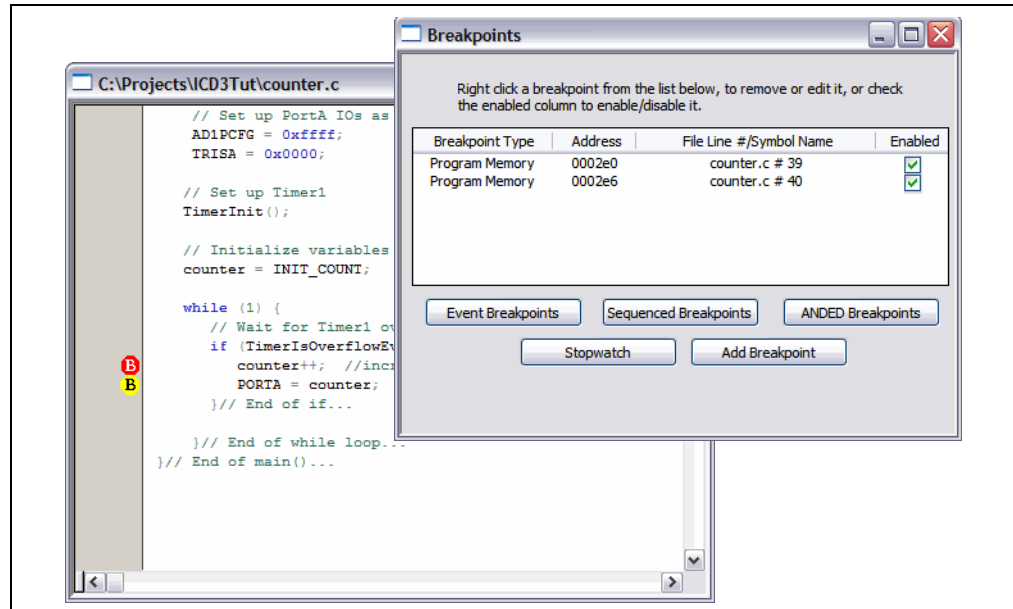 Breakpoints
Right click a breakpoint from the list below, to remove or edit it, or check
the enabled column to enable/disable it.
Breakpoint Type Address File Line #/Symbol Name Enabled
Program Memory 0002e0 counter.c # 39
Program Memory 0002e6 counter.c # 40
Event Breakpoints Sequenced Breakpoints ANDED Breakpoints
Stopwatch Add Breakpoint
C:\Projects\ICD3Tut\counter.c
// Set up PortA IOs as
AD1PCFG = 0xffff;
TRISA = 0x0000;
// Set up Timer1
TimerInit();
// Initialize variables
counter = INIT_COUNT;
while (1) {
// Wait for Timer1 ov
if (TimerIsOverflowEv
B counter++; //inc
B PORTA = counter;
}// End of if...
}// End of while loop...
}// End of main()...